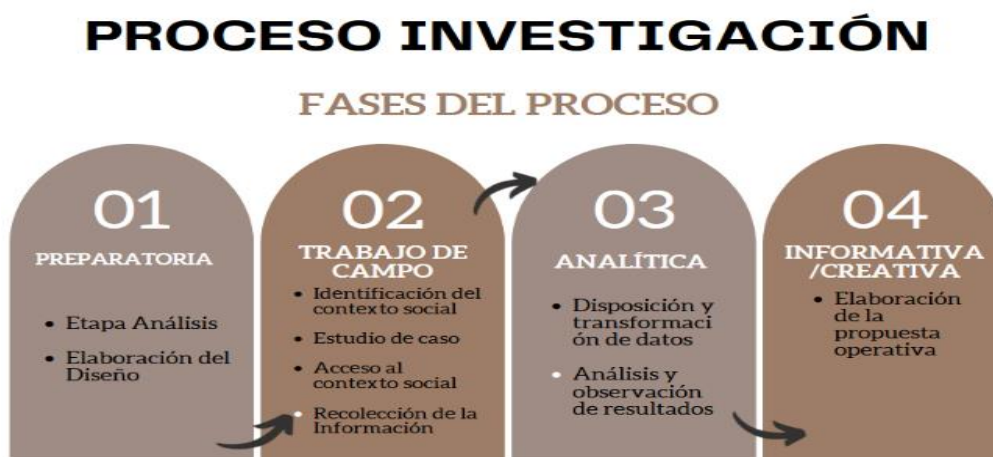 PROCESO INVESTIGACIÓN
FASES DEL PROCESO
01
PREPARATORIA
• Etapa Análisis
• Elaboración del
Diseño
02
TRABAJO DE
CAMPO
• Identificación del
contexto social
• Estudio de caso
• Acceso al
contexto social
• Recolección de la
Información
03
ANALÍTICA
• Disposición y
transformaci
ón de datos
• Análisis y
observación
de resultados
04
INFORMATIVA
/CREATIVA
• Elaboración
de la
propuesta
operativa